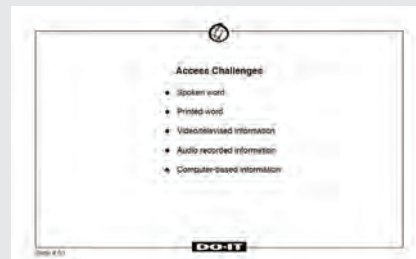 Access Challenges
Spoken word
Printed word
Video/televised information
Audio recorded information
Computer-based information
DO-IT